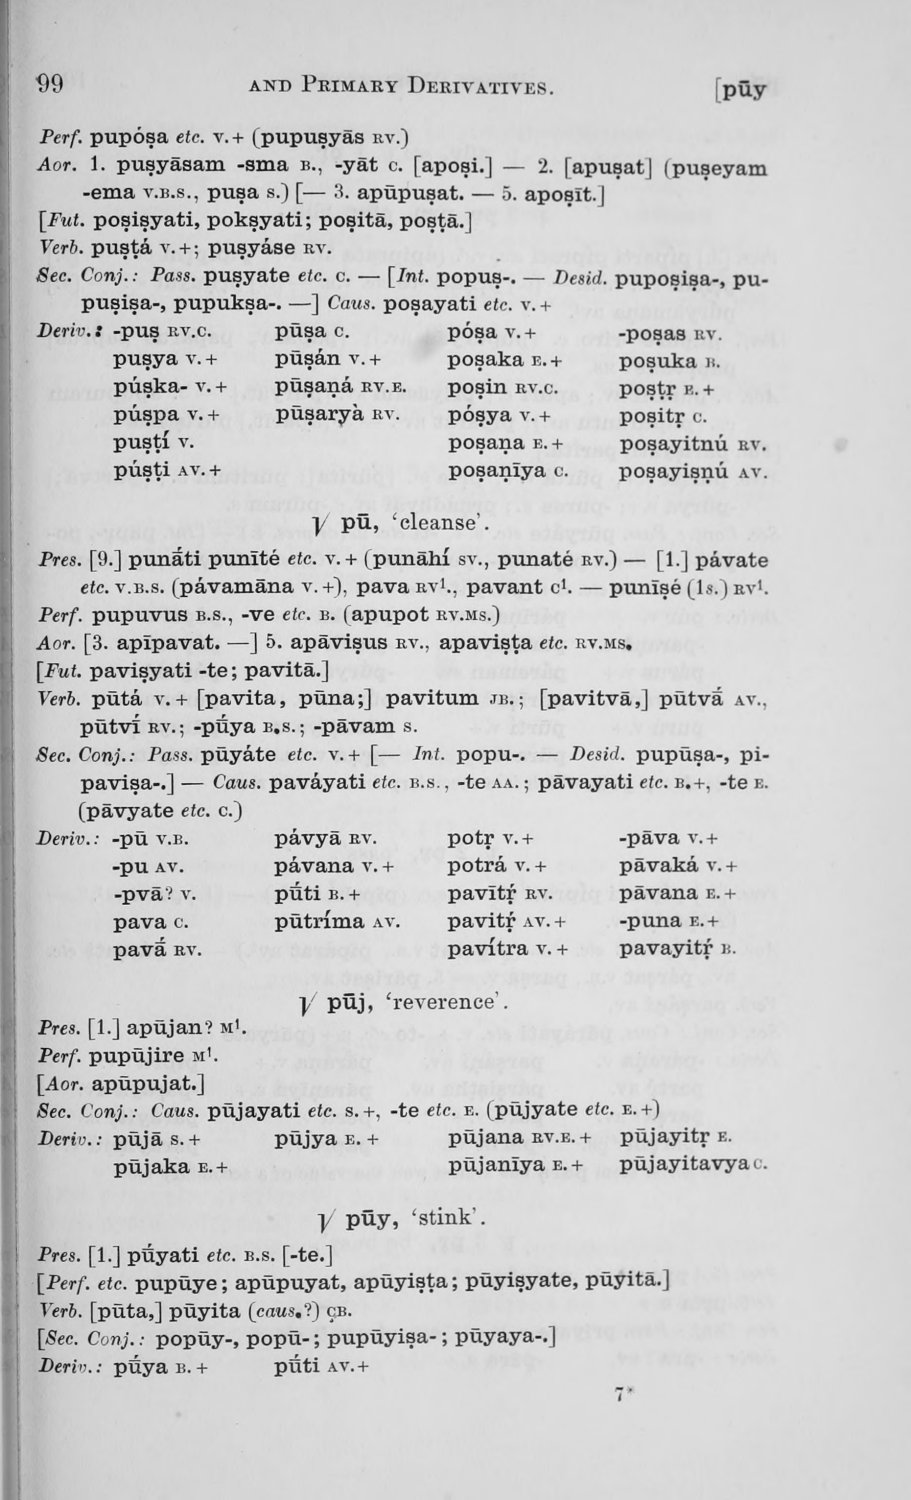 99 AND PRIMARY DERIVATIVES. [pūy
Perf. pupóṣa etc. V.+ (pupuṣyās RV.)
Aor. 1. puṣyāsam -sma B., -yāt C. [apoṣi.] — 2. [apuṣat] (puṣeyam
-ema V.B.S., puṣa S.) [— 3. apūpuṣat. — 5. apoṣīt.]
[Fut. poṣiṣyati, pokṣyati; poṣitā, poṣṭā.]
Verb. puṣṭá V.+; puṣyáse RV.
Sec. Conj.: Pass. puṣyate etc. C. — [Int. popuṣ-. — Desid. pupoṣiṣa-, pu-
puṣiṣa-, pupukṣa-. —] Caus. poṣayati etc. V.+
Deriv.: -puṣ RV.C. pūṣa C. póṣa V.+ -poṣas RV.
puṣya V.+ pūṣán V.+ poṣaka E.+ poṣuka B.
púṣka- V.+ pūṣaṇá RV.E. poṣin RV.C. poṣṭṛ E.+
púṣpa V.+ pūṣaryà RV. póṣya V.+ poṣitṛ C.
puṣṭí V. poṣaṇa E.+ poṣayitnú RV.
púṣṭi AV.+ poṣaṇīya C. poṣayiṣṇú AV.
√ pū, ‘cleanse’.
Pres. [9.] punā́ti punīté etc. V.+ (punāhí SV., punaté RV.) — [1.] pávate
etc. V.B.S. (pávamāna V.+), pava RV¹., pavant C¹. — punīṣé (1s.) RV¹.
Perf. pupuvus B.S., -ve etc. B. (apupot RV.MS.)
Aor. [3. apīpavat. —] 5. apāviṣus RV., apaviṣṭa etc. RV.MS.
[Fut. paviṣyati -te; pavitā.]
Verb. pūtá V.+ [pavita, pūna;] pavitum JB.; [pavitvā,] pūtvā́ AV.,
pūtvī́ RV.; -pū́ya B.S.; -pāvam S.
Sec. Conj.: Pass. pūyáte etc. V.+ [— Int. popu-. — Desid. pupūṣa-, pi-
paviṣa-.] — Caus. paváyati etc. B.S., -te AA.; pāvayati etc. B.+, -te E.
(pāvyate etc. C.)
Deriv.: -pū V.B. pávyā RV. potṛ V.+ -pāva V.+
-pu AV. pávana V.+ potrá V.+ pāvaká V.+
-pvā? V. pū́ti B.+ pavītṛ́ RV. pāvana E.+
pava C. pūtríma AV. pavitṛ́ AV.+ -puna E.+
pavā́ RV. pavítra V.+ pavayitṛ́ B.
√ pūj, ‘reverence’.
Pres. [1.] apūjan? M¹.
Perf. pupūjire M¹.
[Aor. apūpujat.]
Sec. Conj.: Caus. pūjayati etc. S.+, -te etc. E. (pūjyate etc. E.+)
Deriv.: pūjā S.+ pūjya E.+ pūjana RV.E.+ pūjayitṛ E.
pūjaka E.+ pūjanīya E.+ pūjayitavya C.
√ pūy, ‘stink’.
Pres. [1.] pū́yati etc. B.S. [-te.]
[Perf. etc. pupūye; apūpuyat, apūyiṣṭa; pūyiṣyate, pūyitā.]
Verb. [pūta,] pūyita (caus.?) ÇB.
[Sec. Conj.: popūy-, popū-; pupūyiṣa-; pūyaya-.]
Deriv.: pū́ya B.+ pū́ti AV.+
7*